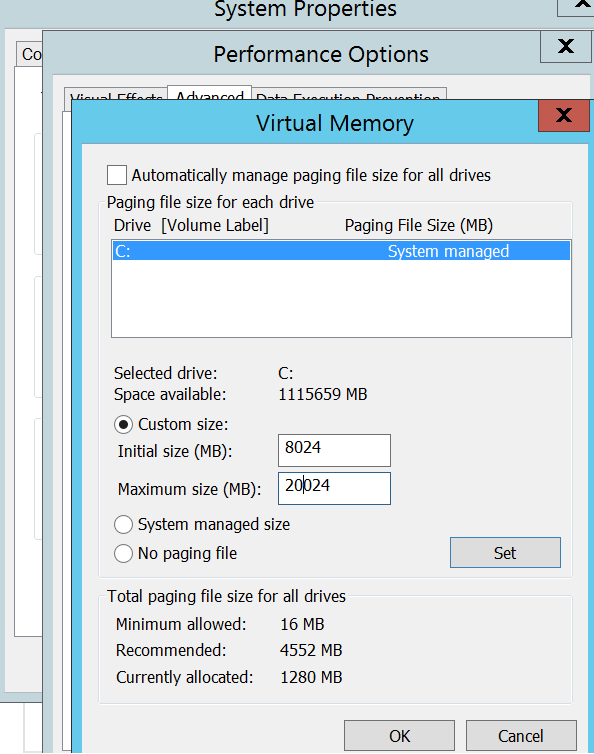 System Properties
Performance Options
Co
Visual Effects Advanced Data Execution Prevention
Virtual Memory
Automatically manage paging file size for all drives
Paging file size for each drive
Drive [Volume Label] Paging File Size (MB)
C: System managed
Selected drive: C:
Space available: 1115659 MB
Custom size:
Initial size (MB): 8024
Maximum size (MB): 20024
System managed size
No paging file Set
Total paging file size for all drives
Minimum allowed: 16 MB
Recommended: 4552 MB
Currently allocated: 1280 MB
OK Cancel